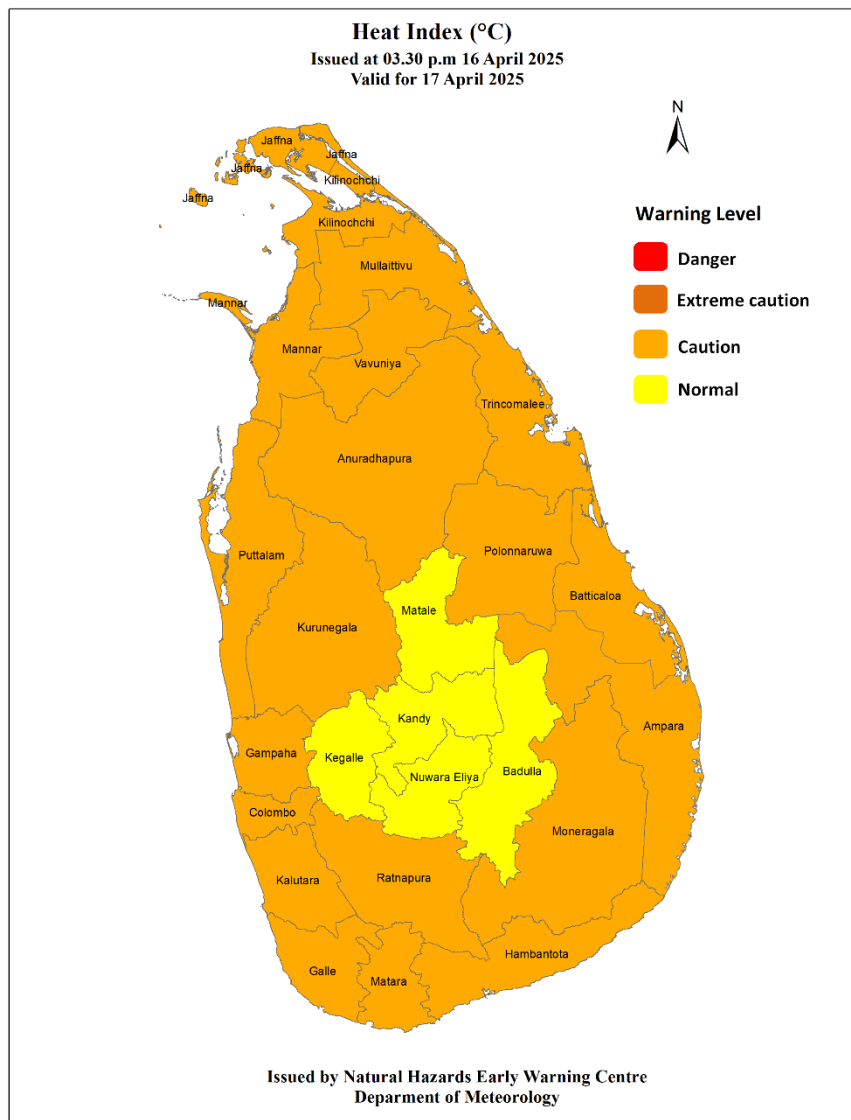 Heat Index (°C)
Issued at 03.30 p.m 16 April 2025
Valid for 17 April 2025
N
Jaffna
Jaffna
Jaffna
Kilinochchi
Jaffna
Kilinochchi
Mullaittivu
Mannar
Mannar
Vavuniya
Trincomalee
Anuradhapura
Puttalam
Polonnaruwa
Batticaloa
Matale
Kurunegala
Kandy
Ampara
Gampaha
Kegalle
Nuwara Eliya
Badulla
Colombo
Moneragala
Kalutara
Ratnapura
Hambantota
Galle
Matara
Warning Level
Danger
Extreme caution
Caution
Normal
Issued by Natural Hazards Early Warning Centre
Deparment of Meteorology